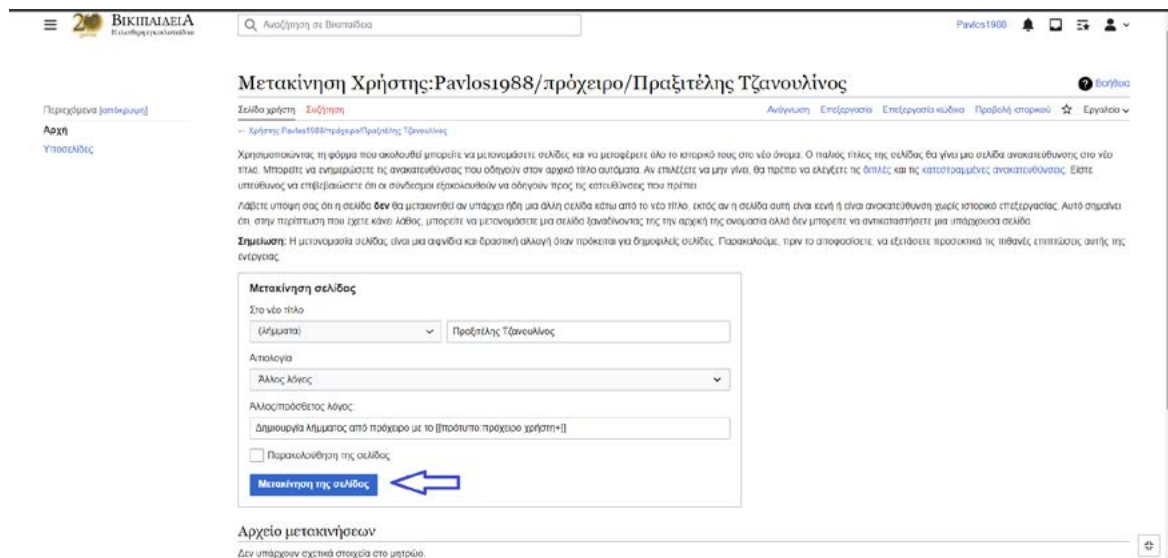 20
ΒΙΚΙΠΑΙΔΕΙΑ
Η ελεύθερη εγκυκλοπαίδεια
Αναζήτηση σε Βικιπαίδεια
Pavlos1988
Μετακίνηση Χρήστης:Pavlos1988/πρόχειρο/Πραξιτέλης Τζανουλίνος
Βοήθεια
Περιεχόμενα [απόκρυψη]
Αρχή
Υποσελίδες
Σελίδα χρήστη Συζήτηση
Ανάγνωση Επεξεργασία Επεξεργασία κώδικα Προβολή ιστορικού Εργαλεία
← Χρήστης:Pavlos1988/πρόχειρο/Πραξιτέλης Τζανουλίνος
Χρησιμοποιώντας τη φόρμα που ακολουθεί μπορείτε να μετονομάσετε σελίδες και να μεταφέρετε όλο το ιστορικό τους στο νέο όνομα. Ο παλιός τίτλος της σελίδας θα γίνει μια σελίδα ανακατεύθυνσης στο νέο
τίτλο. Μπορείτε να ενημερώσετε τις ανακατευθύνσεις που οδηγούν στον αρχικό τίτλο αυτόματα. Αν επιλέξετε να μην γίνει, θα πρέπει να ελέγξετε τις διπλές και τις κατεστραμμένες ανακατευθύνσεις. Είστε
υπεύθυνος να επιβεβαιώσετε ότι οι σύνδεσμοι εξακολουθούν να οδηγούν προς τις κατευθύνσεις που πρέπει.
Λάβετε υπόψη σας ότι η σελίδα δεν θα μετακινηθεί αν υπάρχει ήδη μια άλλη σελίδα κάτω από το νέο τίτλο, εκτός αν η σελίδα αυτή είναι κενή ή είναι ανακατεύθυνση χωρίς ιστορικό επεξεργασίας. Αυτό σημαίνει
ότι, στην περίπτωση που έχετε κάνει λάθος, μπορείτε να μετονομάσετε μια σελίδα ξαναδίνοντας της την αρχική της ονομασία αλλά δεν μπορείτε να αντικαταστήσετε μια υπάρχουσα σελίδα.
Σημείωση: Η μετονομασία σελίδας είναι μια αιφνίδια και δραστική αλλαγή όταν πρόκειται για δημοφιλείς σελίδες. Παρακαλούμε, πριν το αποφασίσετε, να εξετάσετε προσεκτικά τις πιθανές επιπτώσεις αυτής της
ενέργειας.
Μετακίνηση σελίδας
Στο νέο τίτλο
(λήμματα) Πραξιτέλης Τζανουλίνος
Αιτιολογία
Άλλος λόγος
Άλλος/πρόσθετος λόγος:
Δημιουργία λήμματος από πρόχειρο με το [[πρότυπο:πρόχειρο χρήστη+]]
Παρακολούθηση της σελίδας
Μετακίνηση της σελίδας
Αρχείο μετακινήσεων
Δεν υπάρχουν σχετικά στοιχεία στο μητρώο.